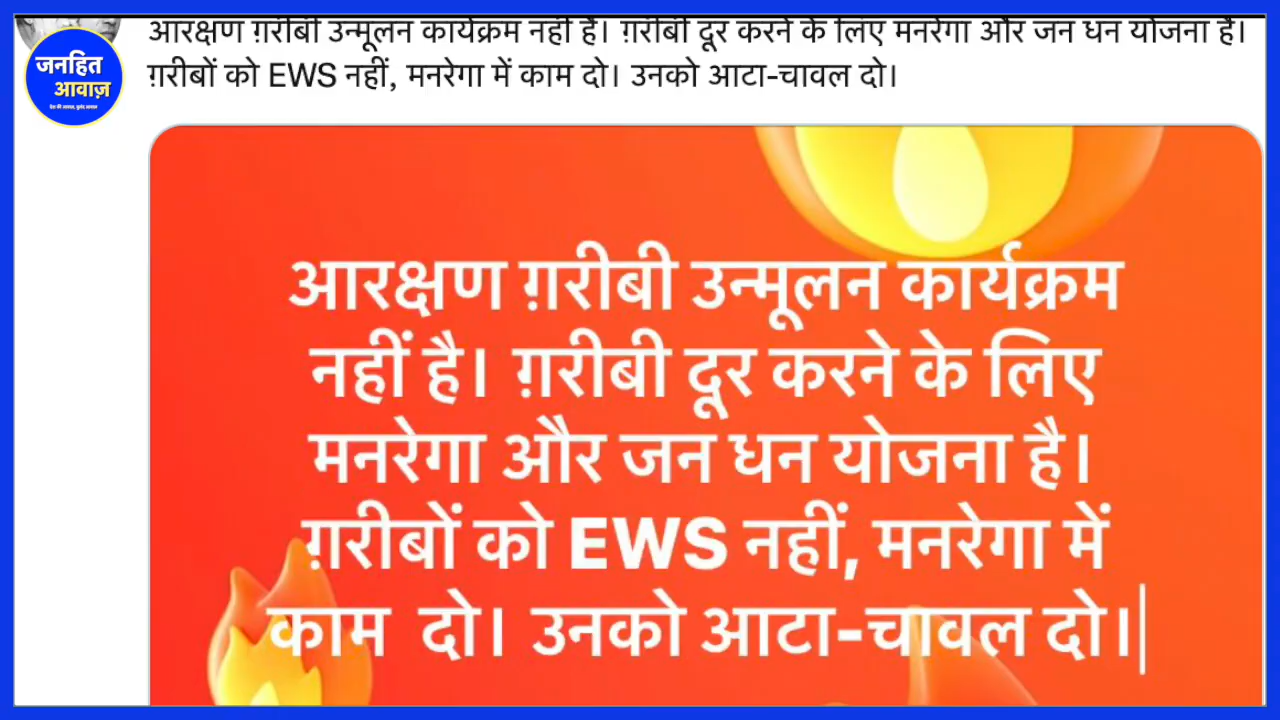 आरक्षण ग़रीबी उन्मूलन कार्यक्रम नहीं है। ग़रीबी दूर करने के लिए मनरेगा और जन धन योजना है।
ग़रीबों को EWS नहीं, मनरेगा में काम दो। उनको आटा-चावल दो।
जनहित
आवाज़
आरक्षण ग़रीबी उन्मूलन कार्यक्रम
नहीं है। ग़रीबी दूर करने के लिए
मनरेगा और जन धन योजना है।
ग़रीबों को EWS नहीं, मनरेगा में
काम दो। उनको आटा-चावल दो।